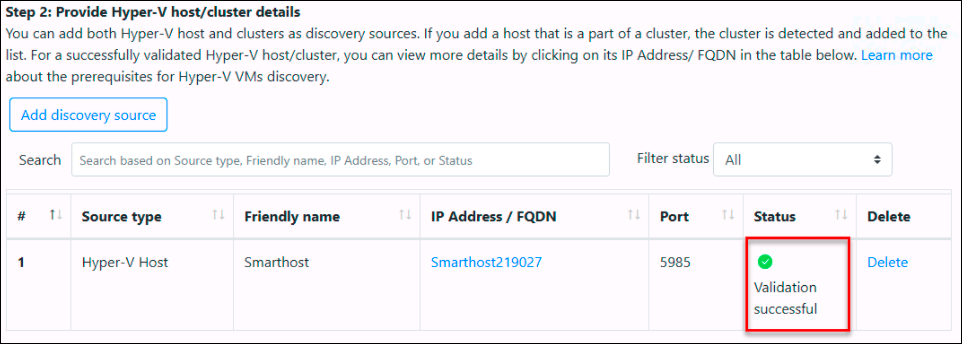 Step 2: Provide Hyper-V host/cluster details
You can add both Hyper-V host and clusters as discovery sources. If you add a host that is a part of a cluster, the cluster is detected and added to the
list. For a successfully validated Hyper-V host/cluster, you can view more details by clicking on its IP Address/ FQDN in the table below. Learn more
about the prerequisites for Hyper-V VMs discovery.
Add discovery source
Search Search based on Source type, Friendly name, IP Address, Port, or Status Filter status All
# Source type Friendly name IP Address / FQDN Port Status Delete
1 Hyper-V Host Smarthost Smarthost219027 5985 Delete
Validation
successful